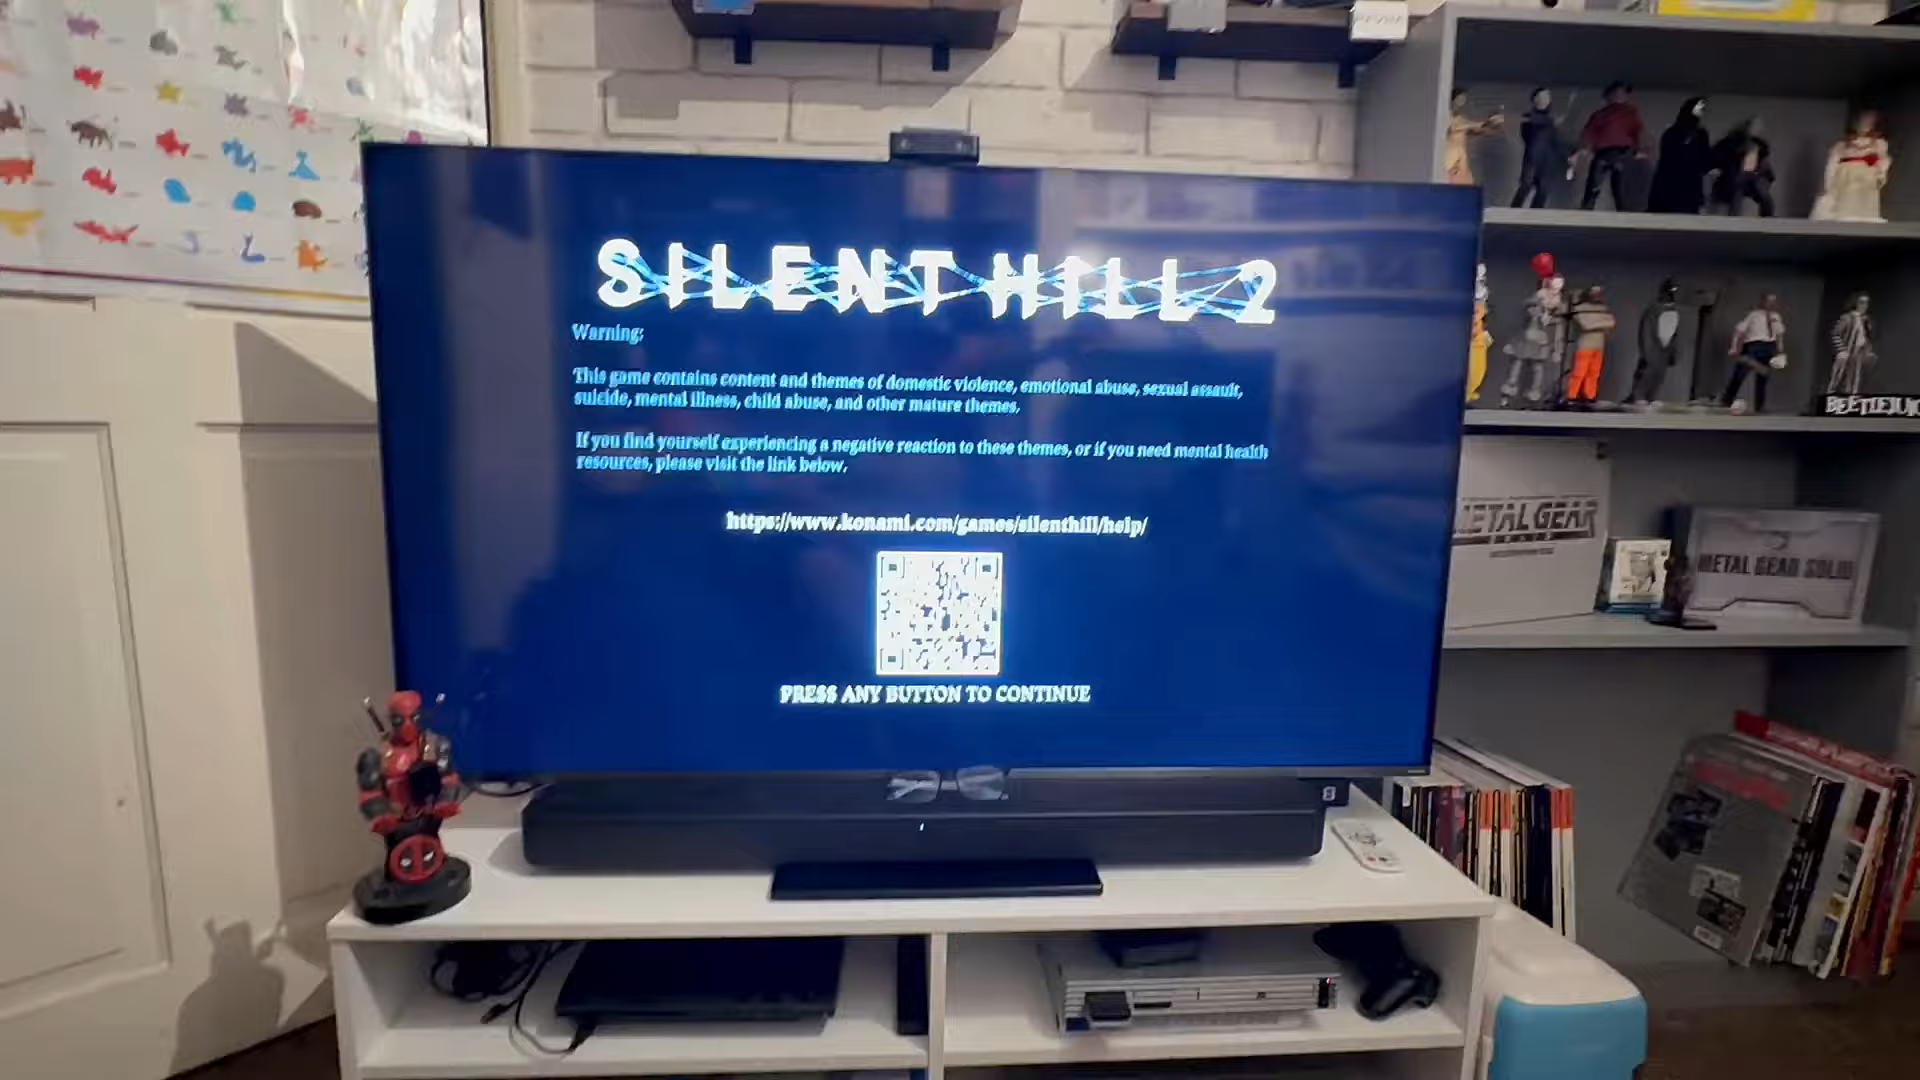 SILENT HILL 2
Warning:
This game contains content and themes of domestic violence, emotional abuse, sexual assault,
suicide, mental illness, child abuse, and other mature themes.
If you find yourself experiencing a negative reaction to these themes, or if you need mental health
resources, please visit the link below.
https://www.konami.com/games/silenthill/help/
PRESS ANY BUTTON TO CONTINUE
BEETLEJUIC
METAL GEAR
METAL GEAR SOLID